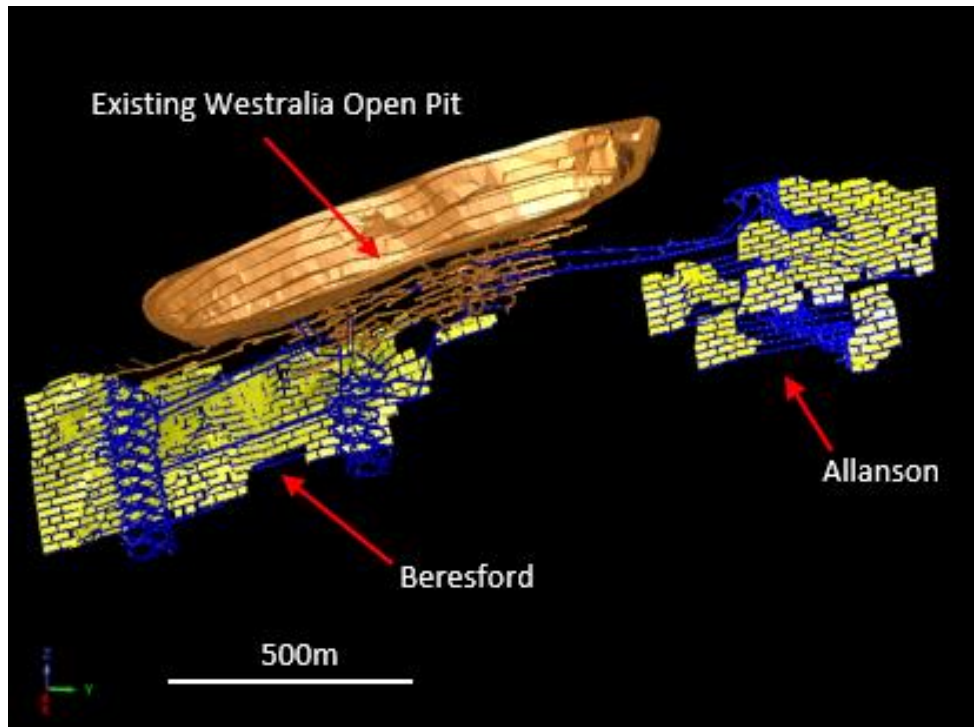 Existing Westralia Open Pit
Allanson
Beresford
500m
Z
Y